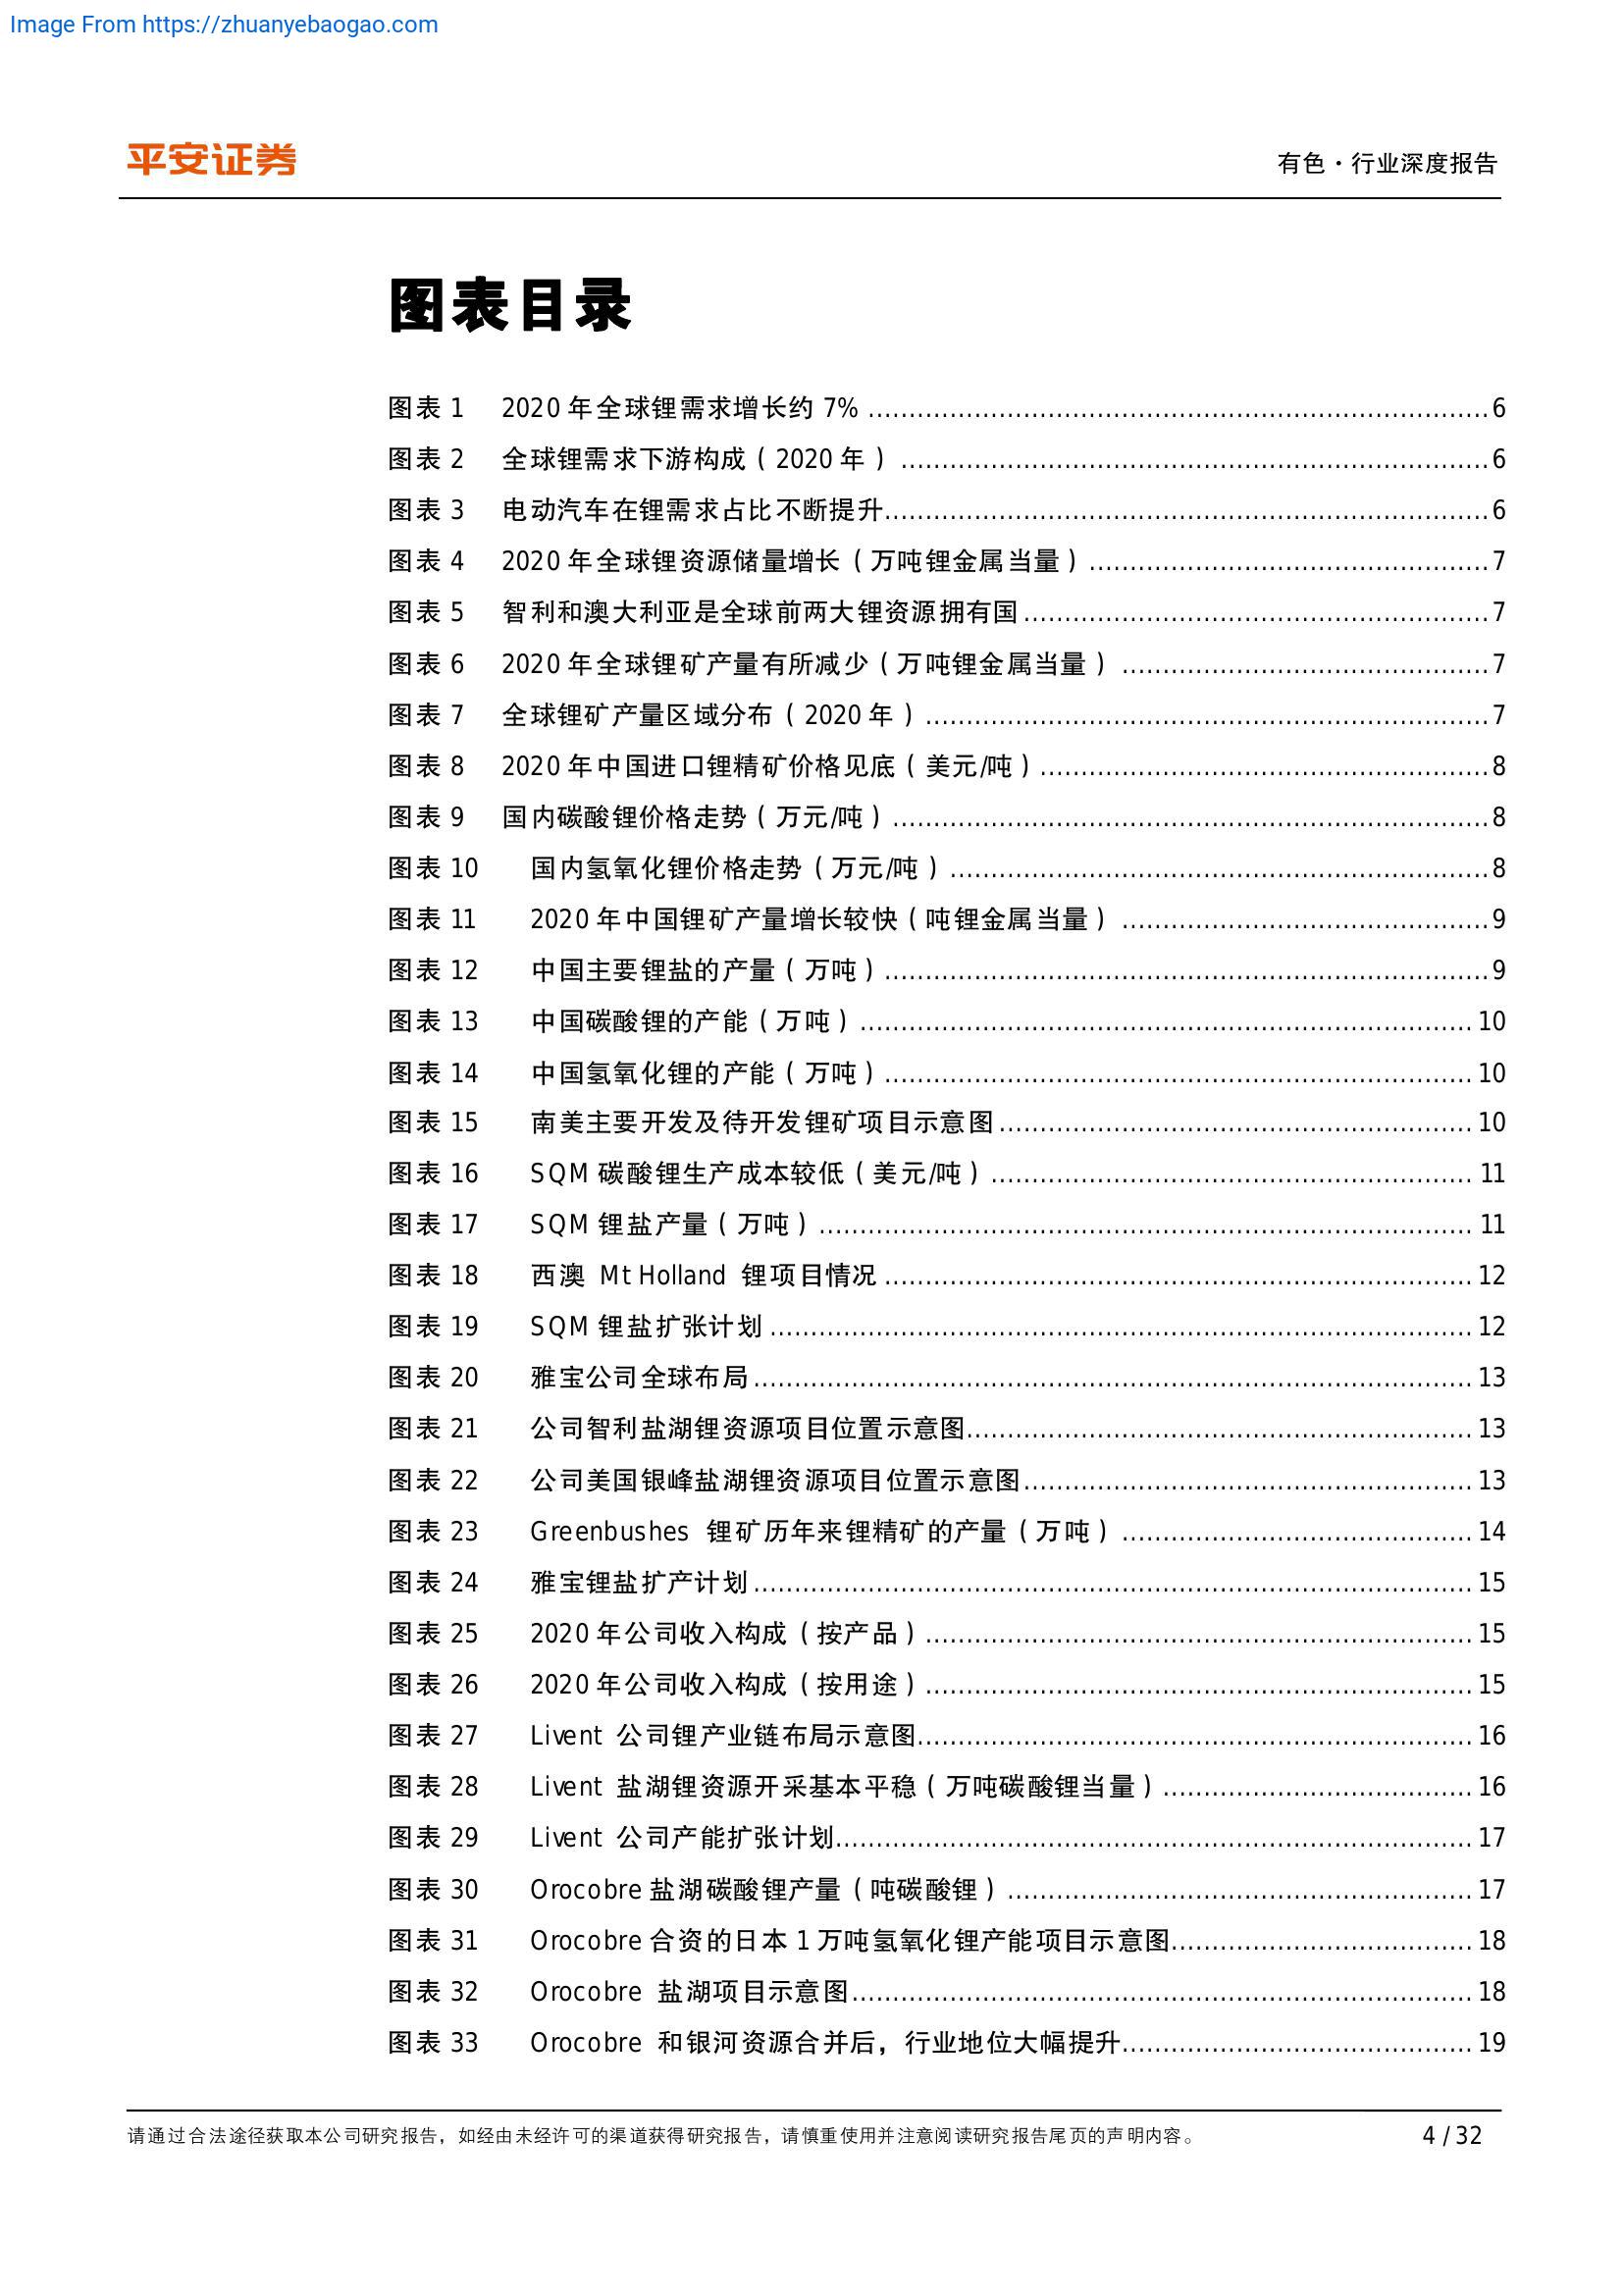 Image From https://zhuanyebaogao.com
平安证券
有色·行业深度报告
图表目录
图表 1 2020 年全球锂需求增长约 7% ........ 6
图表 2 全球锂需求下游构成（2020 年） ........ 6
图表 3 电动汽车在锂需求占比不断提升........ 6
图表 4 2020 年全球锂资源储量增长（万吨锂金属当量）........ 7
图表 5 智利和澳大利亚是全球前两大锂资源拥有国........ 7
图表 6 2020 年全球锂矿产量有所减少（万吨锂金属当量）........ 7
图表 7 全球锂矿产量区域分布（2020 年）........ 7
图表 8 2020 年中国进口锂精矿价格见底（美元/吨）........ 8
图表 9 国内碳酸锂价格走势（万元/吨）........ 8
图表 10 国内氢氧化锂价格走势（万元/吨）........ 8
图表 11 2020 年中国锂矿产量增长较快（吨锂金属当量）........ 9
图表 12 中国主要锂盐的产量（万吨）........ 9
图表 13 中国碳酸锂的产能（万吨）........ 10
图表 14 中国氢氧化锂的产能（万吨）........ 10
图表 15 南美主要开发及待开发锂矿项目示意图........ 10
图表 16 SQM 碳酸锂生产成本较低（美元/吨）........ 11
图表 17 SQM 锂盐产量（万吨）........ 11
图表 18 西澳 Mt Holland 锂项目情况........ 12
图表 19 SQM 锂盐扩张计划........ 12
图表 20 雅宝公司全球布局........ 13
图表 21 公司智利盐湖锂资源项目位置示意图........ 13
图表 22 公司美国银峰盐湖锂资源项目位置示意图........ 13
图表 23 Greenbushes 锂矿历年来锂精矿的产量（万吨）........ 14
图表 24 雅宝锂盐扩产计划........ 15
图表 25 2020 年公司收入构成（按产品）........ 15
图表 26 2020 年公司收入构成（按用途）........ 15
图表 27 Livent 公司锂产业链布局示意图........ 16
图表 28 Livent 盐湖锂资源开采基本平稳（万吨碳酸锂当量）........ 16
图表 29 Livent 公司产能扩张计划........ 17
图表 30 Orocobre 盐湖碳酸锂产量（吨碳酸锂）........ 17
图表 31 Orocobre 合资的日本 1 万吨氢氧化锂产能项目示意图........ 18
图表 32 Orocobre 盐湖项目示意图........ 18
图表 33 Orocobre 和银河资源合并后，行业地位大幅提升........ 19
请通过合法途径获取本公司研究报告，如经由未经许可的渠道获得研究报告，请慎重使用并注意阅读研究报告尾页的声明内容。
4 / 32